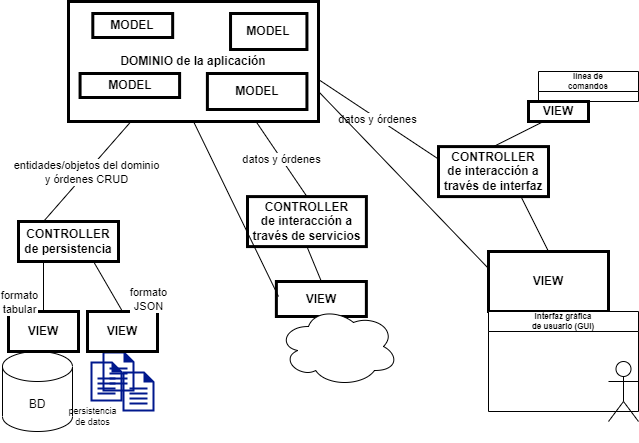 MODEL
MODEL
DOMINIO de la aplicación
MODEL
MODEL
línea de
comandos
VIEW
datos y órdenes
entidades/objetos del dominio
y órdenes CRUD
datos y órdenes
CONTROLLER
de interacción a
través de interfaz
CONTROLLER
de interacción a
través de servicios
CONTROLLER
de persistencia
VIEW
formato
tabular
formato
JSON
VIEW
VIEW
VIEW
Interfaz gráfica
de usuario (GUI)
BD
persistencia
de datos